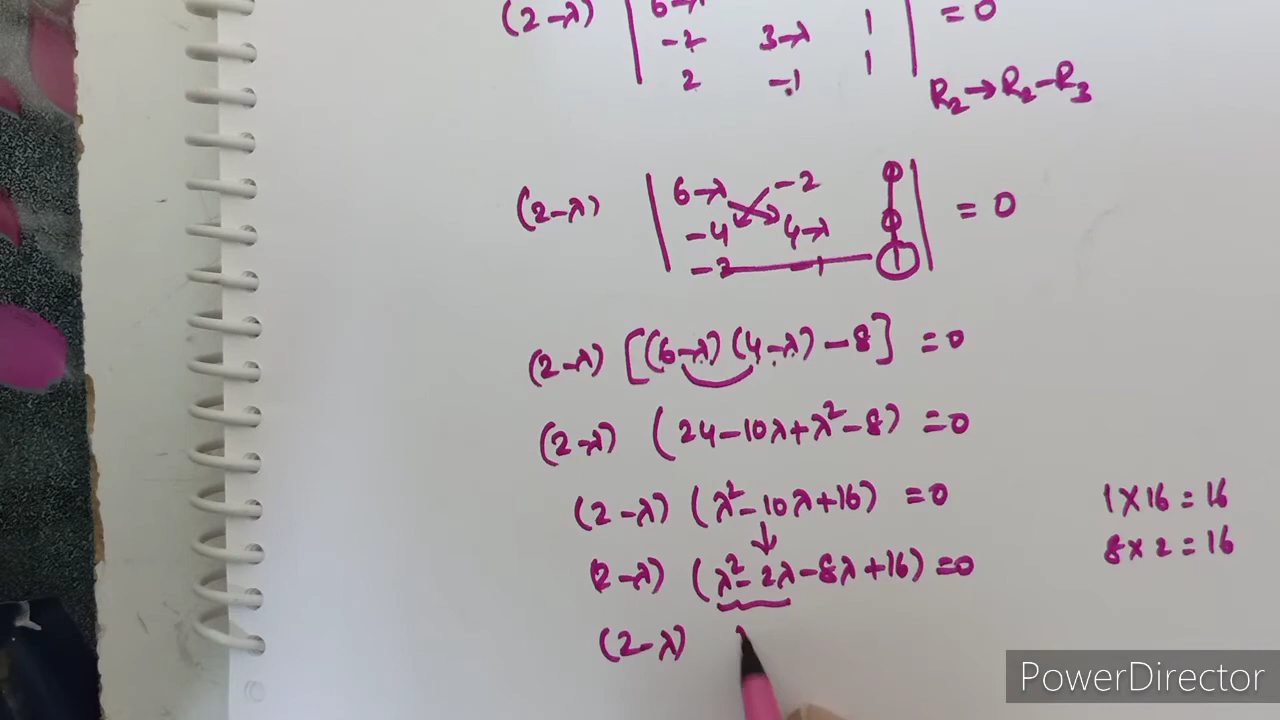 (2-λ) | 6-λ | = 0
-2 3-λ 1
2 -1 1
R₂→R₂-R₃
(2-λ) | 6-λ -2 0 | = 0
-4 4-λ 0
-2 1 1
(2-λ) [(6-λ)(4-λ)-8] = 0
(2-λ) (24-10λ+λ²-8) = 0
(2-λ) (λ²-10λ+16) = 0
1×16 = 16
↓
8×2 = 16
2-λ) (λ²-2λ-8λ+16) = 0
(2-λ)
PowerDirector